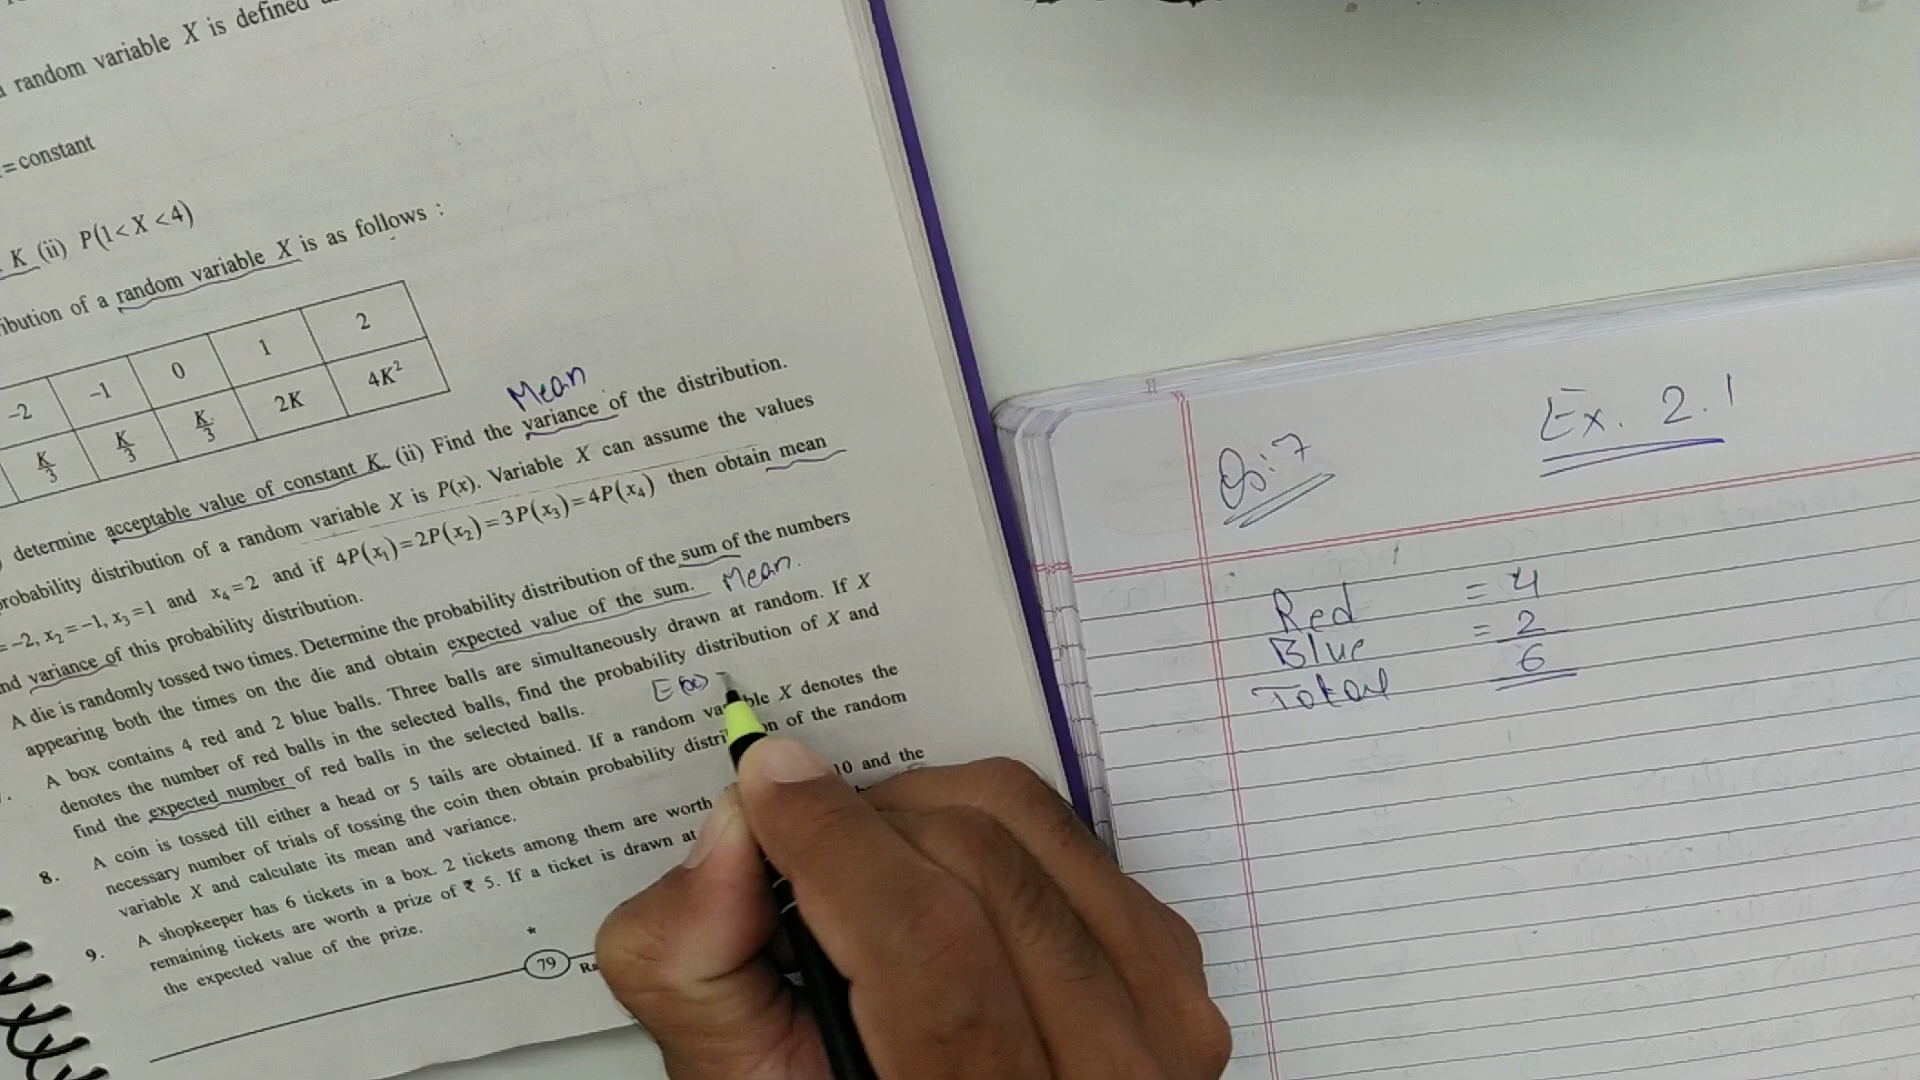 random variable X is defined
=constant
K (ii) P(1<X<4)
ibution of a random variable X is as follows :
-2 -1 0 1 2
K/3 K/3 K/3 2K 4K²
Mean
determine acceptable value of constant K. (ii) Find the variance of the distribution.
probability distribution of a random variable X is P(x). Variable X can assume the values
=-2, x₂=-1, x₃=1 and x₄=2 and if 4P(x₁)=2P(x₂)=3P(x₃)=4P(x₄) then obtain mean
nd variance of this probability distribution.
A die is randomly tossed two times. Determine the probability distribution of the sum of the numbers
appearing both the times on the die and obtain expected value of the sum. Mean.
A box contains 4 red and 2 blue balls. Three balls are simultaneously drawn at random. If X
denotes the number of red balls in the selected balls, find the probability distribution of X and
find the expected number of red balls in the selected balls.
8. A coin is tossed till either a head or 5 tails are obtained. If a random variable X denotes the
necessary number of trials of tossing the coin then obtain probability distribution of the random
variable X and calculate its mean and variance.
9. A shopkeeper has 6 tickets in a box. 2 tickets among them are worth 10 and the
remaining tickets are worth a prize of ₹ 5. If a ticket is drawn at
the expected value of the prize.
*
79
Ex. 2.1
Qs:7
Red = 4
Blue = 2
Total 6